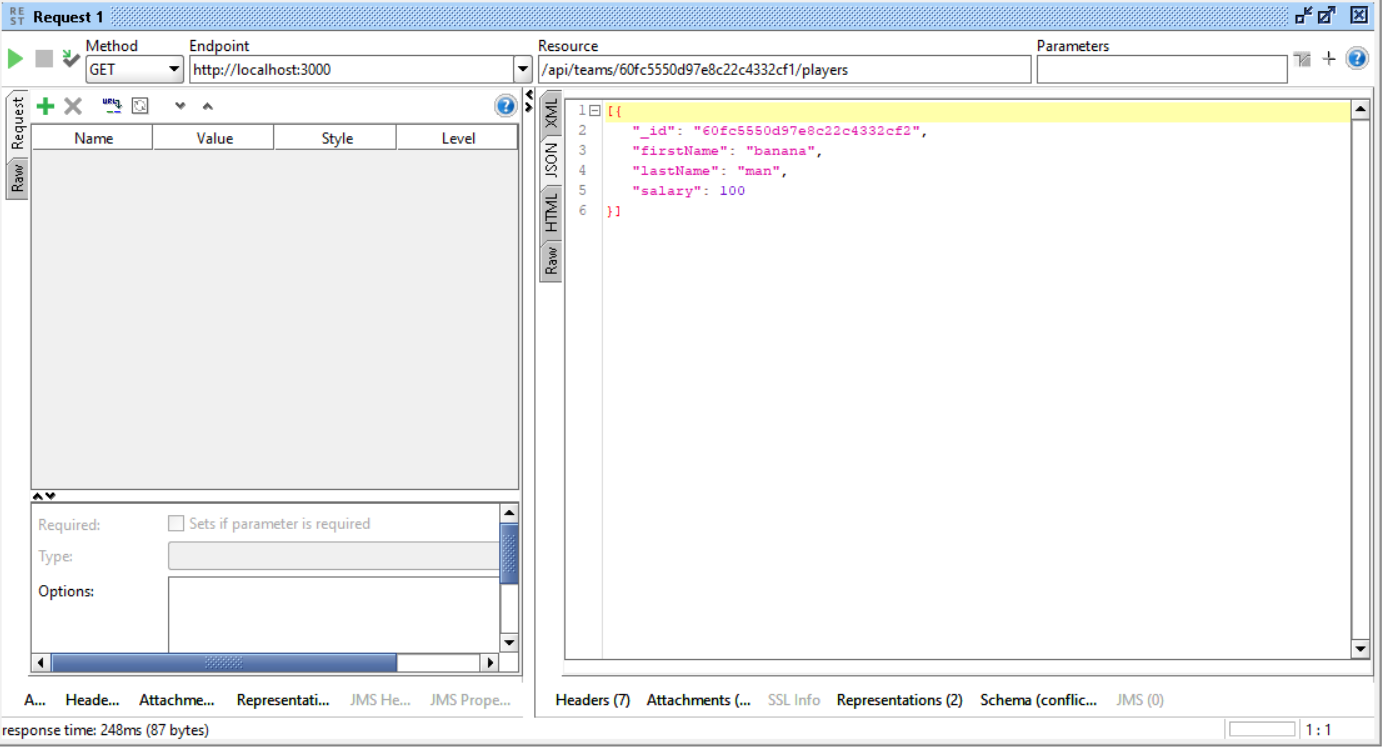 REST Request 1
Method Endpoint Resource Parameters
GET http://localhost:3000 /api/teams/60fc5550d97e8c22c4332cf1/players
Request
Raw
Name Value Style Level
Required: Sets if parameter is required
Type:
Options:
A... Heade... Attachme... Representati... JMS He... JMS Prope...
XML
JSON
HTML
Raw
1 [{
2 "_id": "60fc5550d97e8c22c4332cf2",
3 "firstName": "banana",
4 "lastName": "man",
5 "salary": 100
6 }]
Headers (7) Attachments (... SSL Info Representations (2) Schema (conflic... JMS (0)
response time: 248ms (87 bytes) 1 : 1